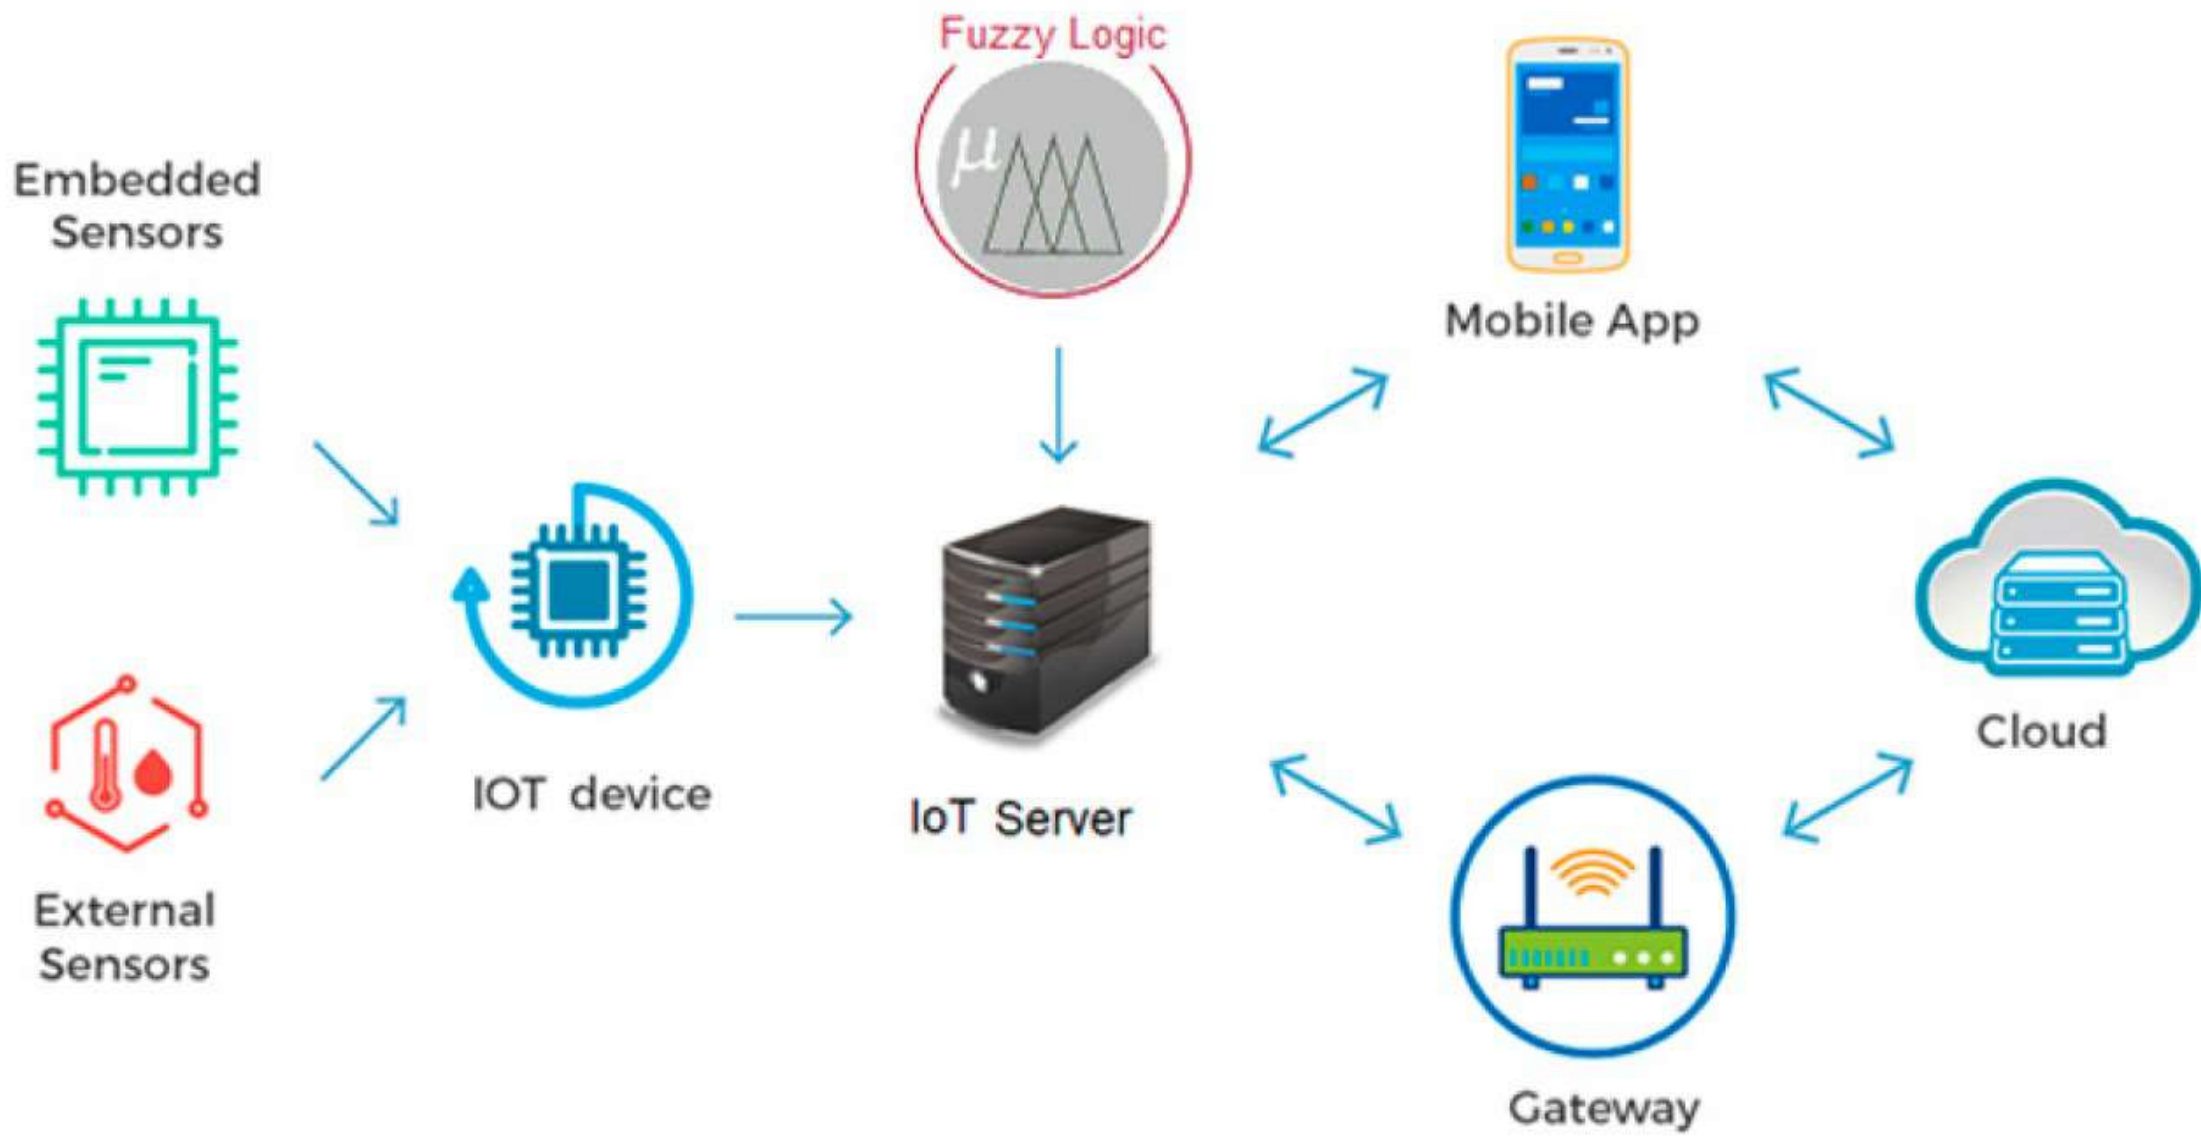 Fuzzy Logic
μ
Embedded
Sensors
Mobile App
IOT device
IoT Server
Cloud
External
Sensors
Gateway